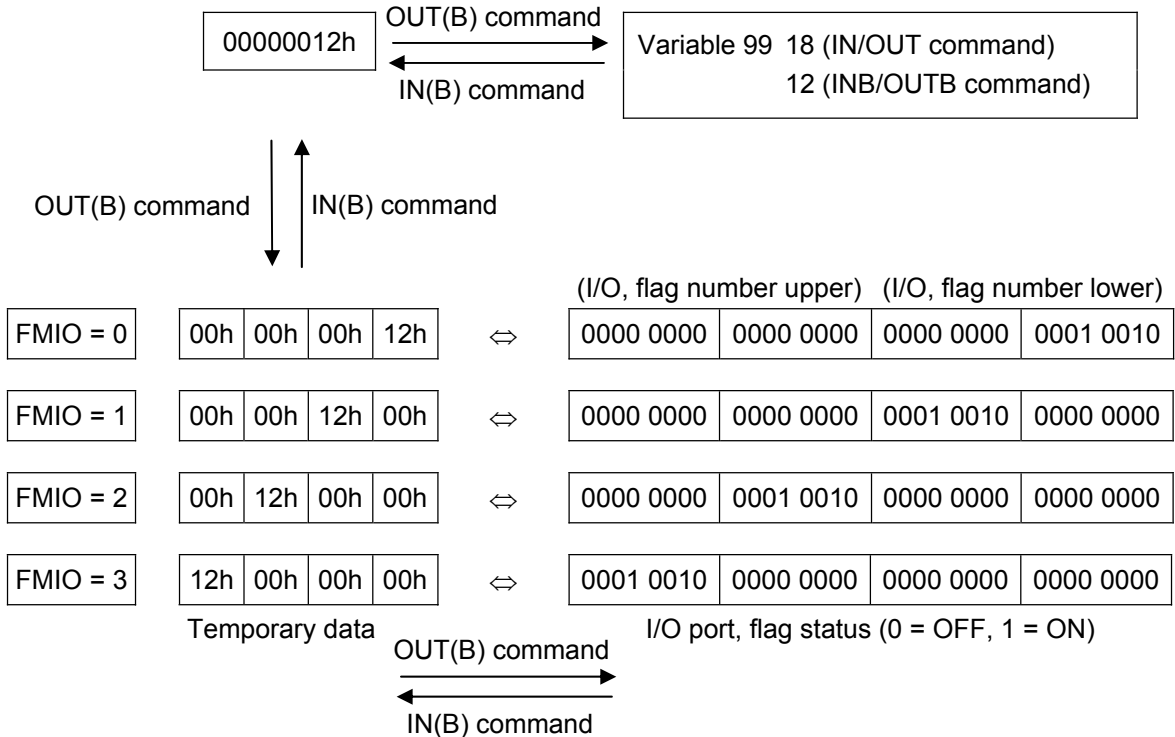 OUT(B) command
00000012h
Variable 99 18 (IN/OUT command)
12 (INB/OUTB command)
IN(B) command
OUT(B) command
IN(B) command
(I/O, flag number upper) (I/O, flag number lower)
FMIO = 0 00h 00h 00h 12h ⇔ 0000 0000 0000 0000 0000 0000 0001 0010
FMIO = 1 00h 00h 12h 00h ⇔ 0000 0000 0000 0000 0001 0010 0000 0000
FMIO = 2 00h 12h 00h 00h ⇔ 0000 0000 0001 0010 0000 0000 0000 0000
FMIO = 3 12h 00h 00h 00h ⇔ 0001 0010 0000 0000 0000 0000 0000 0000
Temporary data I/O port, flag status (0 = OFF, 1 = ON)
OUT(B) command
IN(B) command